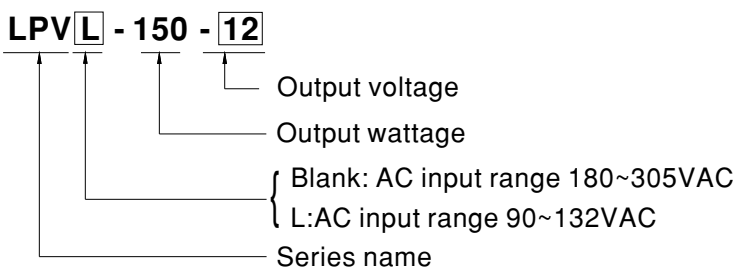 LPV L - 150 - 12
Output voltage
Output wattage
Blank: AC input range 180~305VAC
L:AC input range 90~132VAC
Series name